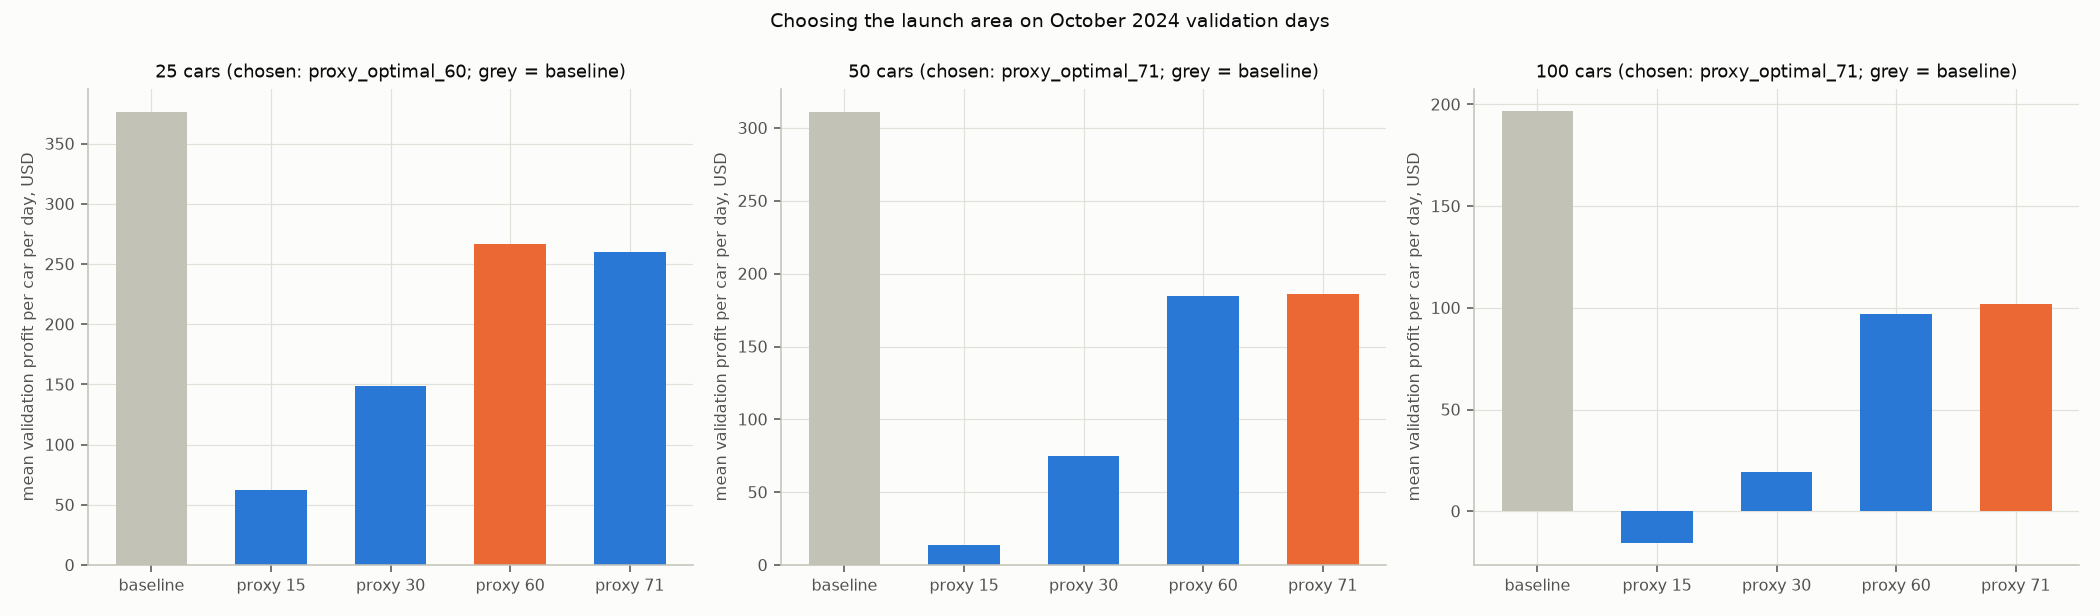 Choosing the launch area on October 2024 validation days
25 cars (chosen: proxy_optimal_60; grey = baseline)
mean validation profit per car per day, USD
350
300
250
200
150
100
50
0
baseline proxy 15 proxy 30 proxy 60 proxy 71
50 cars (chosen: proxy_optimal_71; grey = baseline)
mean validation profit per car per day, USD
300
250
200
150
100
50
0
baseline proxy 15 proxy 30 proxy 60 proxy 71
100 cars (chosen: proxy_optimal_71; grey = baseline)
mean validation profit per car per day, USD
200
150
100
50
0
baseline proxy 15 proxy 30 proxy 60 proxy 71